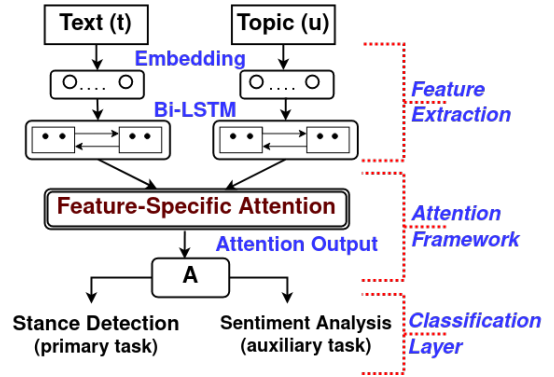 Text (t)
Topic (u)
Embedding
Bi-LSTM
Feature
Extraction
Feature-Specific Attention
Attention Output
Attention
Framework
A
Stance Detection
(primary task)
Sentiment Analysis
(auxiliary task)
Classification
Layer